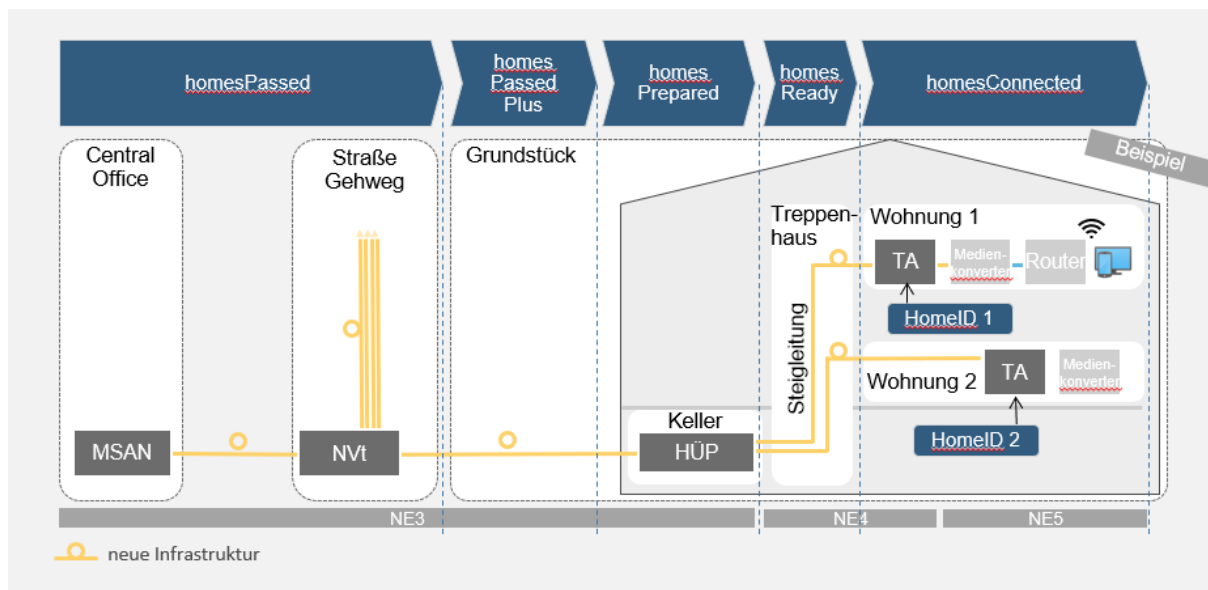 homesPassed
homes
Passed
Plus
homes
Prepared
homes
Ready
homesConnected
Central
Office
Straße
Gehweg
Grundstück
Beispiel
Treppen-
haus
Wohnung 1
TA
Medien-
konverter
Router
HomeID 1
Steigleitung
Wohnung 2
TA
Medien-
konverter
HomeID 2
Keller
MSAN
NVt
HÜP
NE3
NE4
NE5
neue Infrastruktur